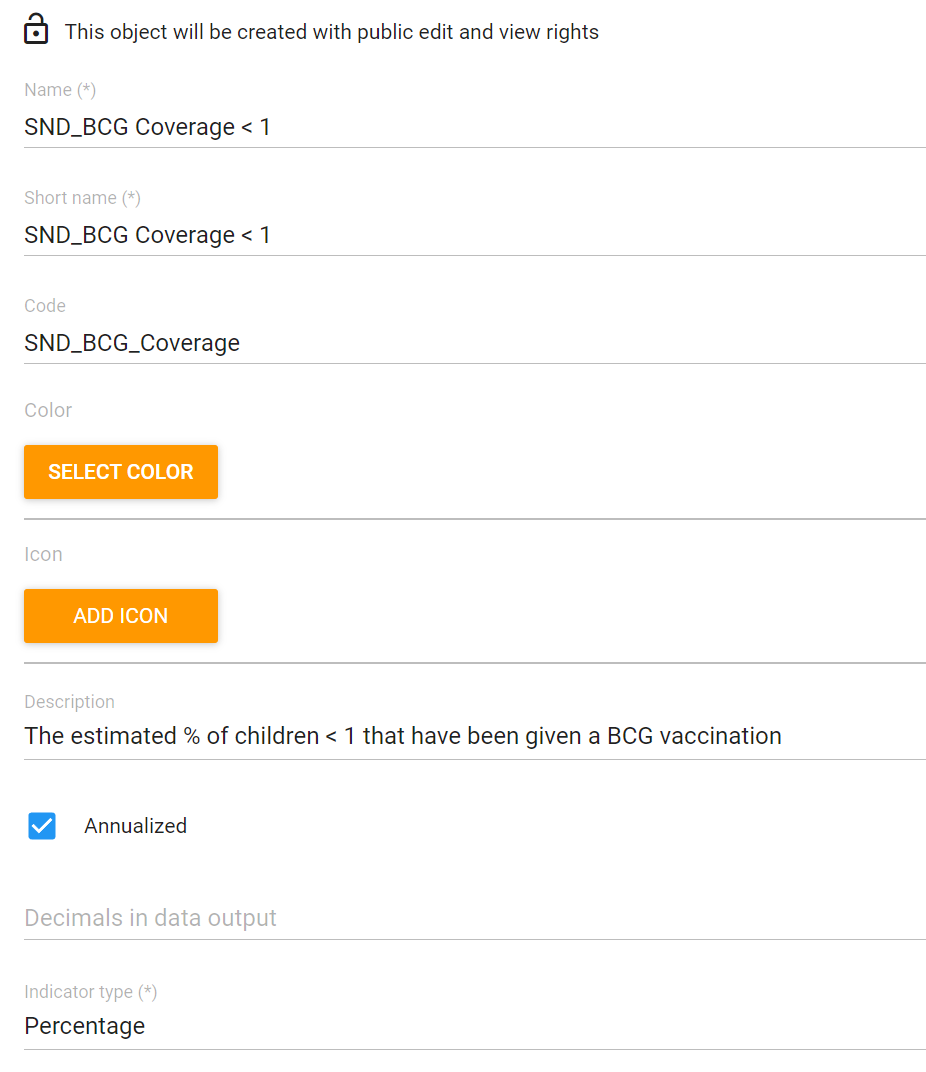 This object will be created with public edit and view rights
Name (*)
SND_BCG Coverage < 1
Short name (*)
SND_BCG Coverage < 1
Code
SND_BCG_Coverage
Color
SELECT COLOR
Icon
ADD ICON
Description
The estimated % of children < 1 that have been given a BCG vaccination
Annualized
Decimals in data output
Indicator type (*)
Percentage